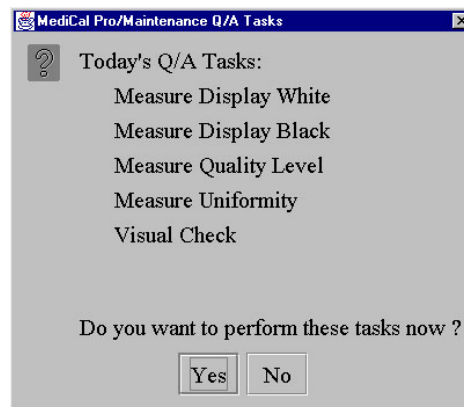 MediCal Pro/Maintenance Q/A Tasks
Today's Q/A Tasks:
Measure Display White
Measure Display Black
Measure Quality Level
Measure Uniformity
Visual Check
Do you want to perform these tasks now ?
Yes No